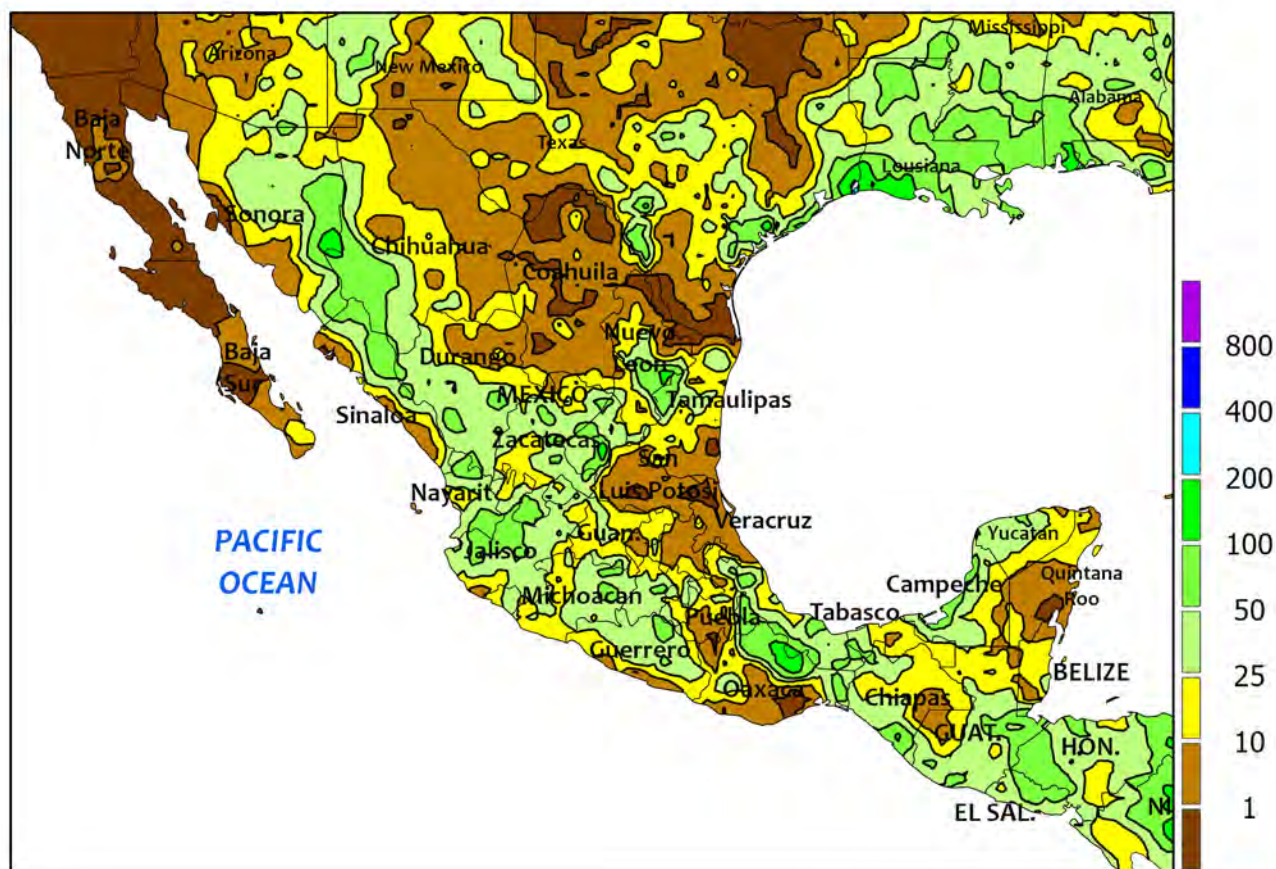 Mississippi
Arizona
New Mexico
Alabama
Baja
Norte
Texas
Lousiana
Sonora
Chihuahua
Coahuila
Nuevo
Leon
Baja
Sur
Durango
MEXICO
Tamaulipas
Sinaloa
Zacatecas
San
Luis Potosi
Nayarit
Veracruz
Guan.
Yucatan
PACIFIC
OCEAN
Jalisco
Michoacan
Campeche
Quintana
Roo
Puebla
Tabasco
Guerrero
BELIZE
Oaxaca
Chiapas
GUAT.
HON.
EL SAL.
NI
800
400
200
100
50
25
10
1